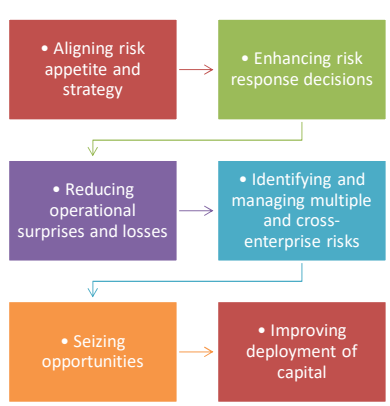 • Aligning risk
appetite and
strategy
• Enhancing risk
response decisions
• Reducing
operational
surprises and losses
• Identifying and
managing multiple
and cross-
enterprise risks
• Seizing
opportunities
• Improving
deployment of
capital